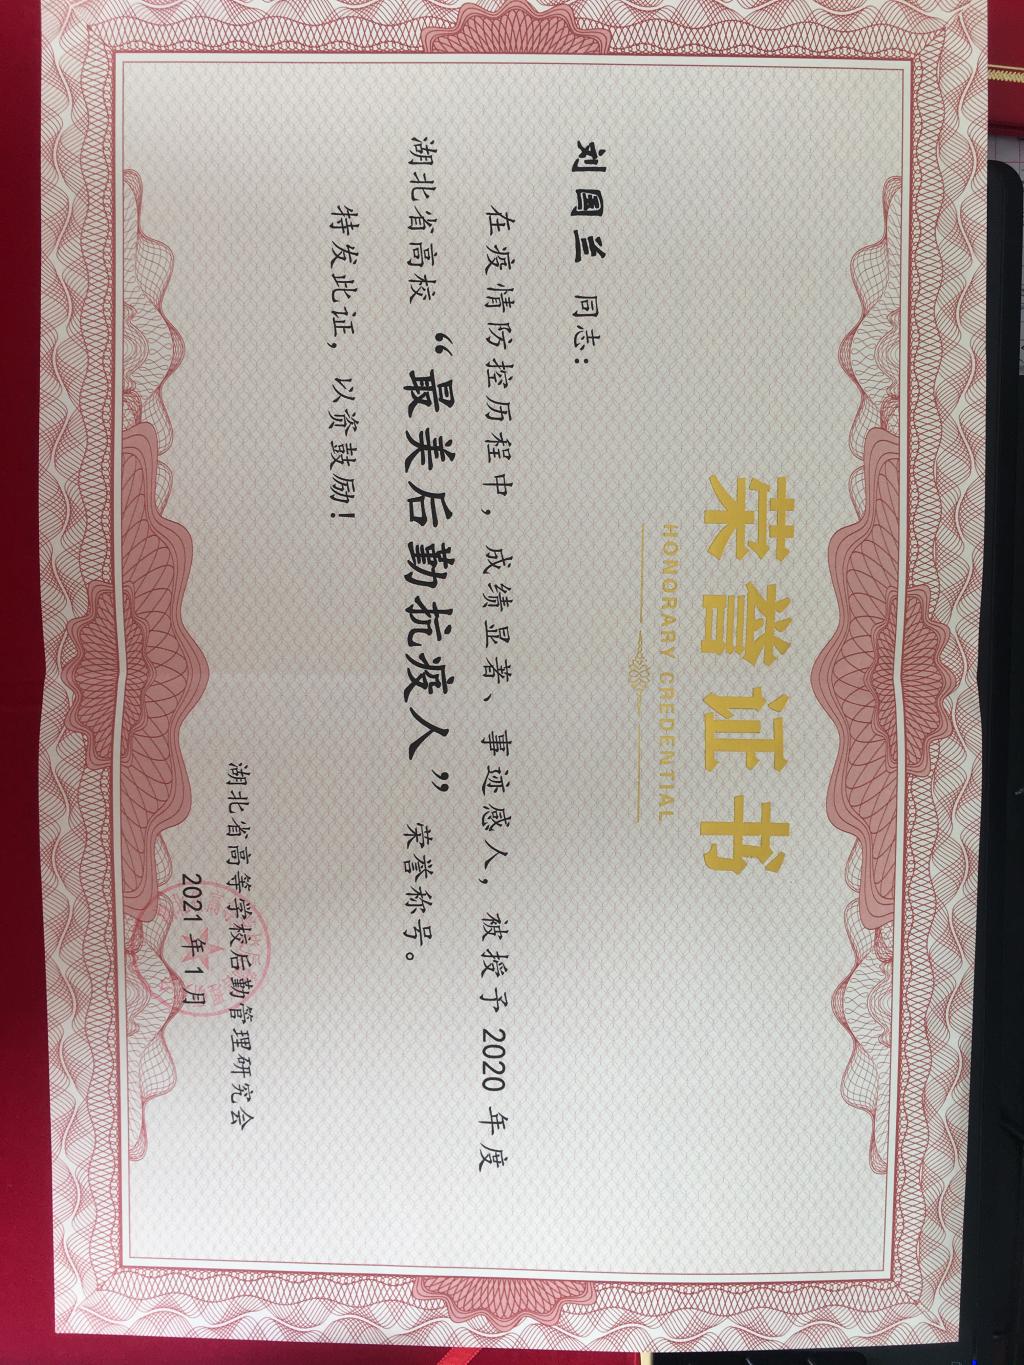 荣誉证书
HONORARY CREDENTIAL
刘国兰 同志：
在疫情防控历程中，成绩显著、事迹感人，被授予2020年度
湖北省高校“最美后勤抗疫人”荣誉称号。
特发此证，以资鼓励！
湖北省高等学校后勤管理研究会
2021年1月